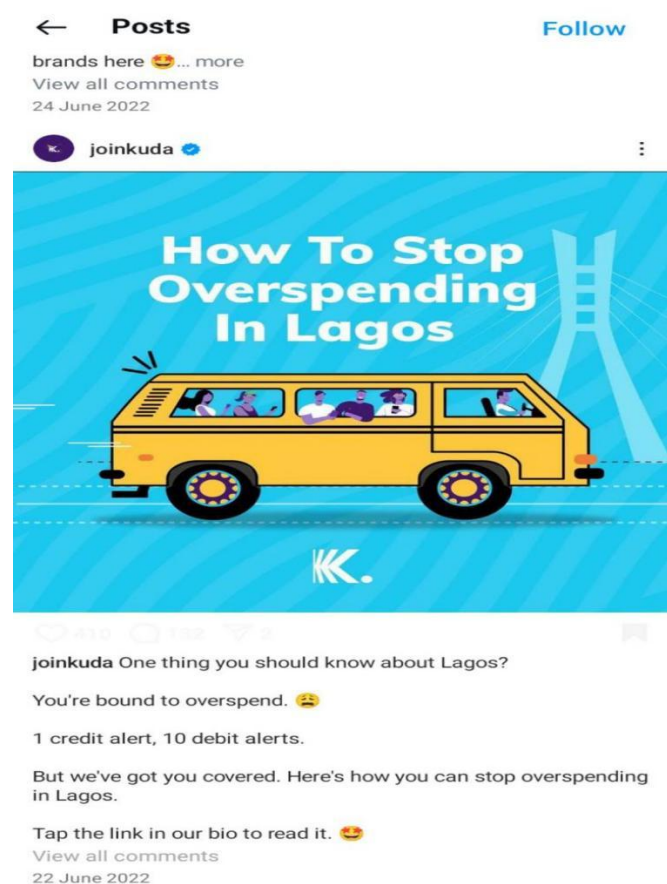 Posts
Follow
brands here 🤩... more
View all comments
24 June 2022
joinkuda
How To Stop
Overspending
In Lagos
K.
410 132 2
joinkuda One thing you should know about Lagos?
You're bound to overspend. 😩
1 credit alert, 10 debit alerts.
But we've got you covered. Here's how you can stop overspending
in Lagos.
Tap the link in our bio to read it. 🤩
View all comments
22 June 2022